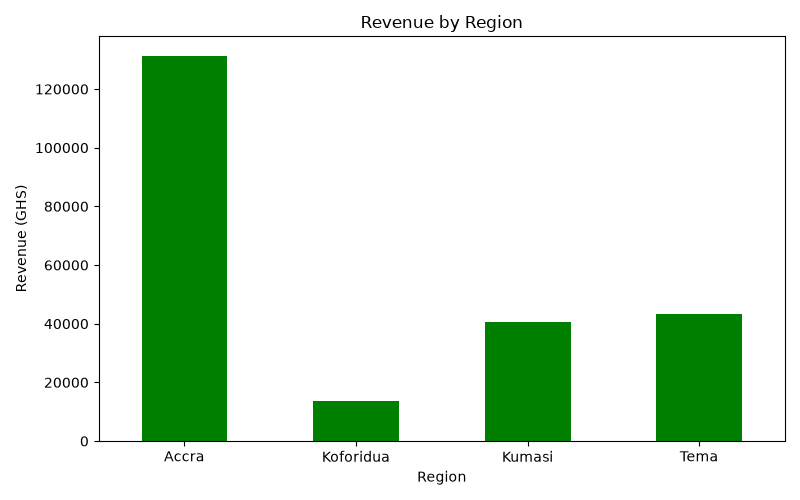 Revenue by Region
Revenue (GHS)
120000
100000
80000
60000
40000
20000
0
Accra Koforidua Kumasi Tema
Region